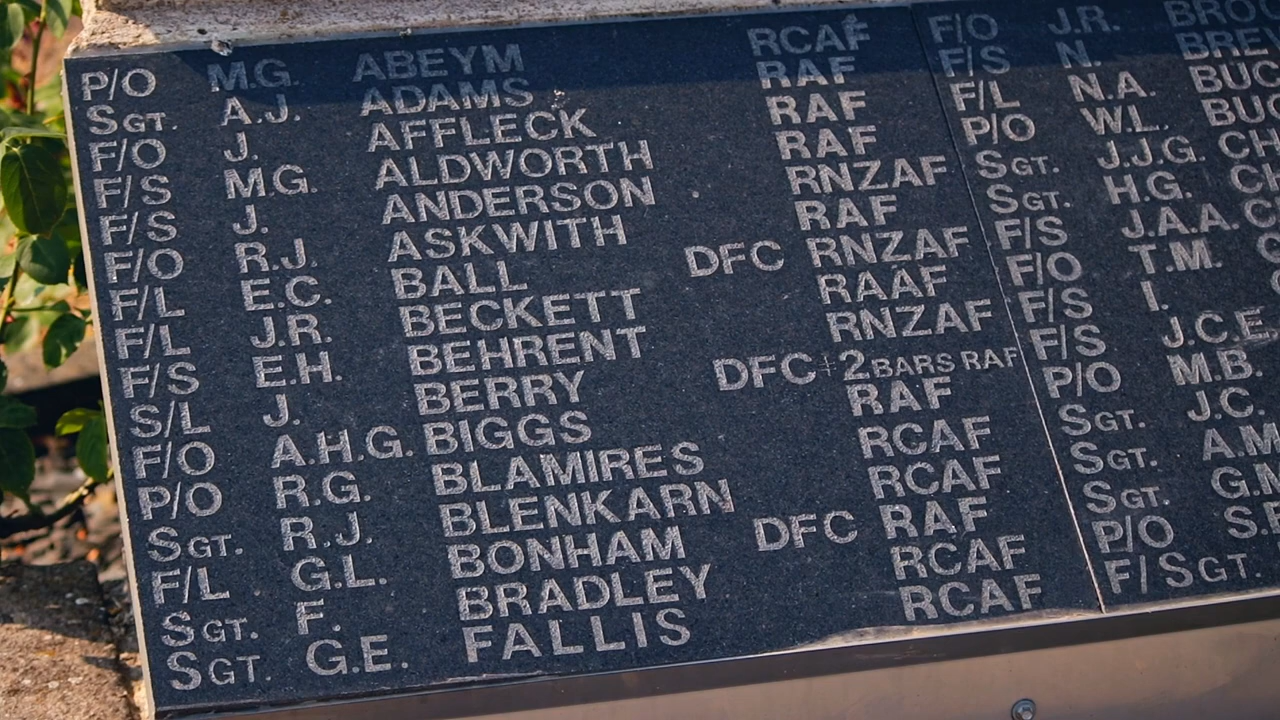 P/O M.G. ABEYM RCAF
SGT. A.J. ADAMS RAF
F/O J. AFFLECK RAF
F/S M.G. ALDWORTH RAF
F/S J. ANDERSON RNZAF
F/O R.J. ASKWITH RAF
F/L E.C. BALL DFC RNZAF
F/L J.R. BECKETT RAAF
F/S E.H. BEHRENT RNZAF
S/L J. BERRY DFC+2 BARS RAF
F/O A.H.G. BIGGS RAF
P/O R.G. BLAMIRES RCAF
SGT. R.J. BLENKARN RCAF
F/L G.L. BONHAM DFC RAF
SGT. F. BRADLEY RCAF
SGT. G.E. FALLIS RCAF
F/O J.R.
F/S N.
F/L N.A.
P/O W.L.
SGT. J.J.G.
SGT. H.G.
F/S J.A.A.
F/O T.M.
F/S I.
F/S J.C.E.
P/O M.B.
SGT. J.C.
SGT.
SGT.
P/O
F/SGT.